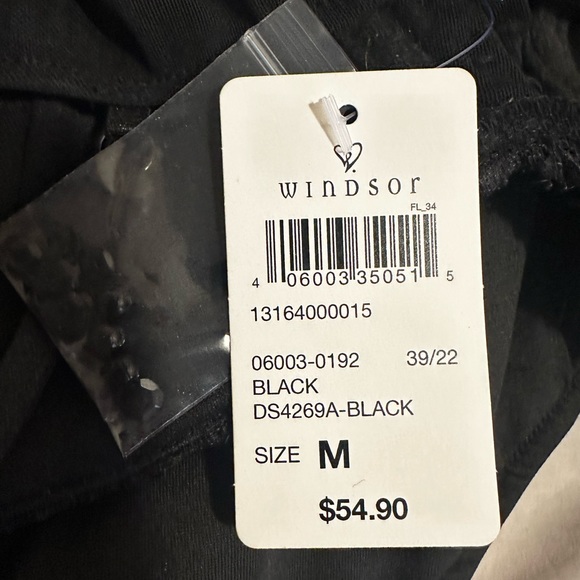 WINDSOR
FL_34
4 06003 35051 5
13164000015
06003-0192 39/22
BLACK
DS4269A-BLACK
SIZE M
$54.90